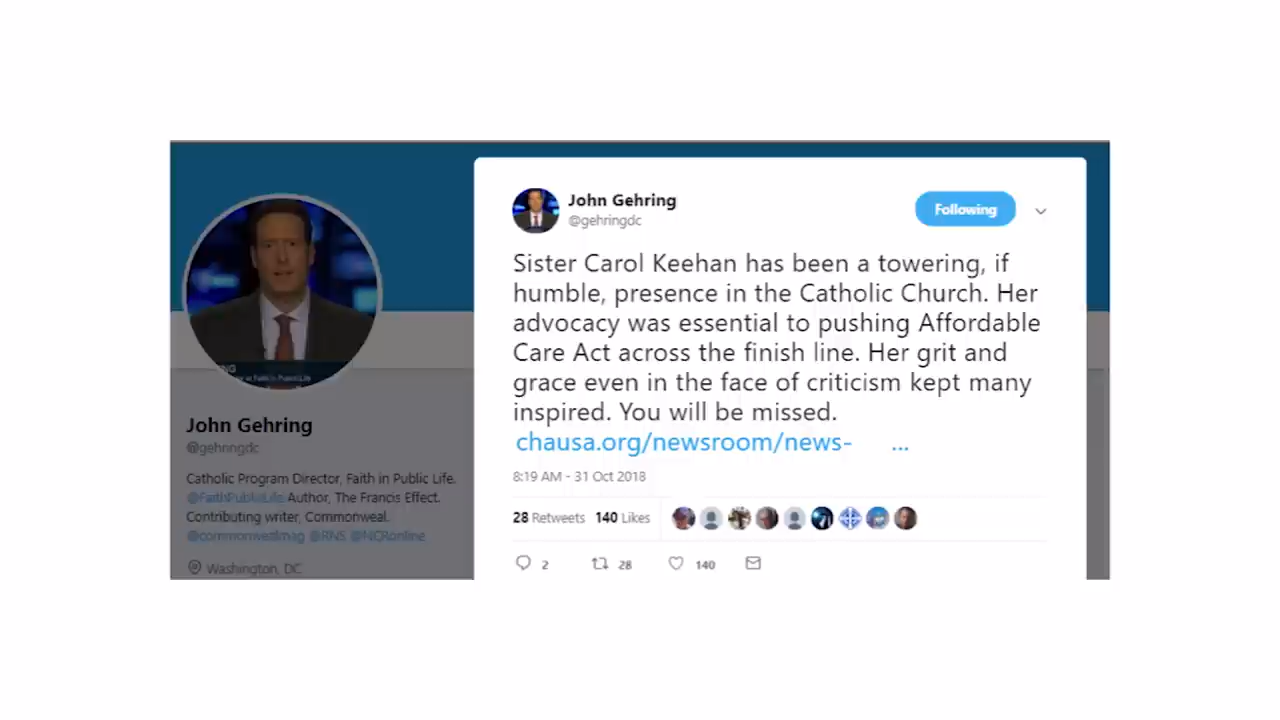 John Gehring
@gehringdc
Catholic Program Director, Faith in Public Life.
@FaithPublicLife Author, The Francis Effect.
Contributing writer, Commonweal.
@commonwealmag @RNS @NCRonline
Washington, DC
John Gehring
@gehringdc
Following
Sister Carol Keehan has been a towering, if
humble, presence in the Catholic Church. Her
advocacy was essential to pushing Affordable
Care Act across the finish line. Her grit and
grace even in the face of criticism kept many
inspired. You will be missed.
chausa.org/newsroom/news- ...
8:19 AM - 31 Oct 2018
28 Retweets 140 Likes
2 28 140